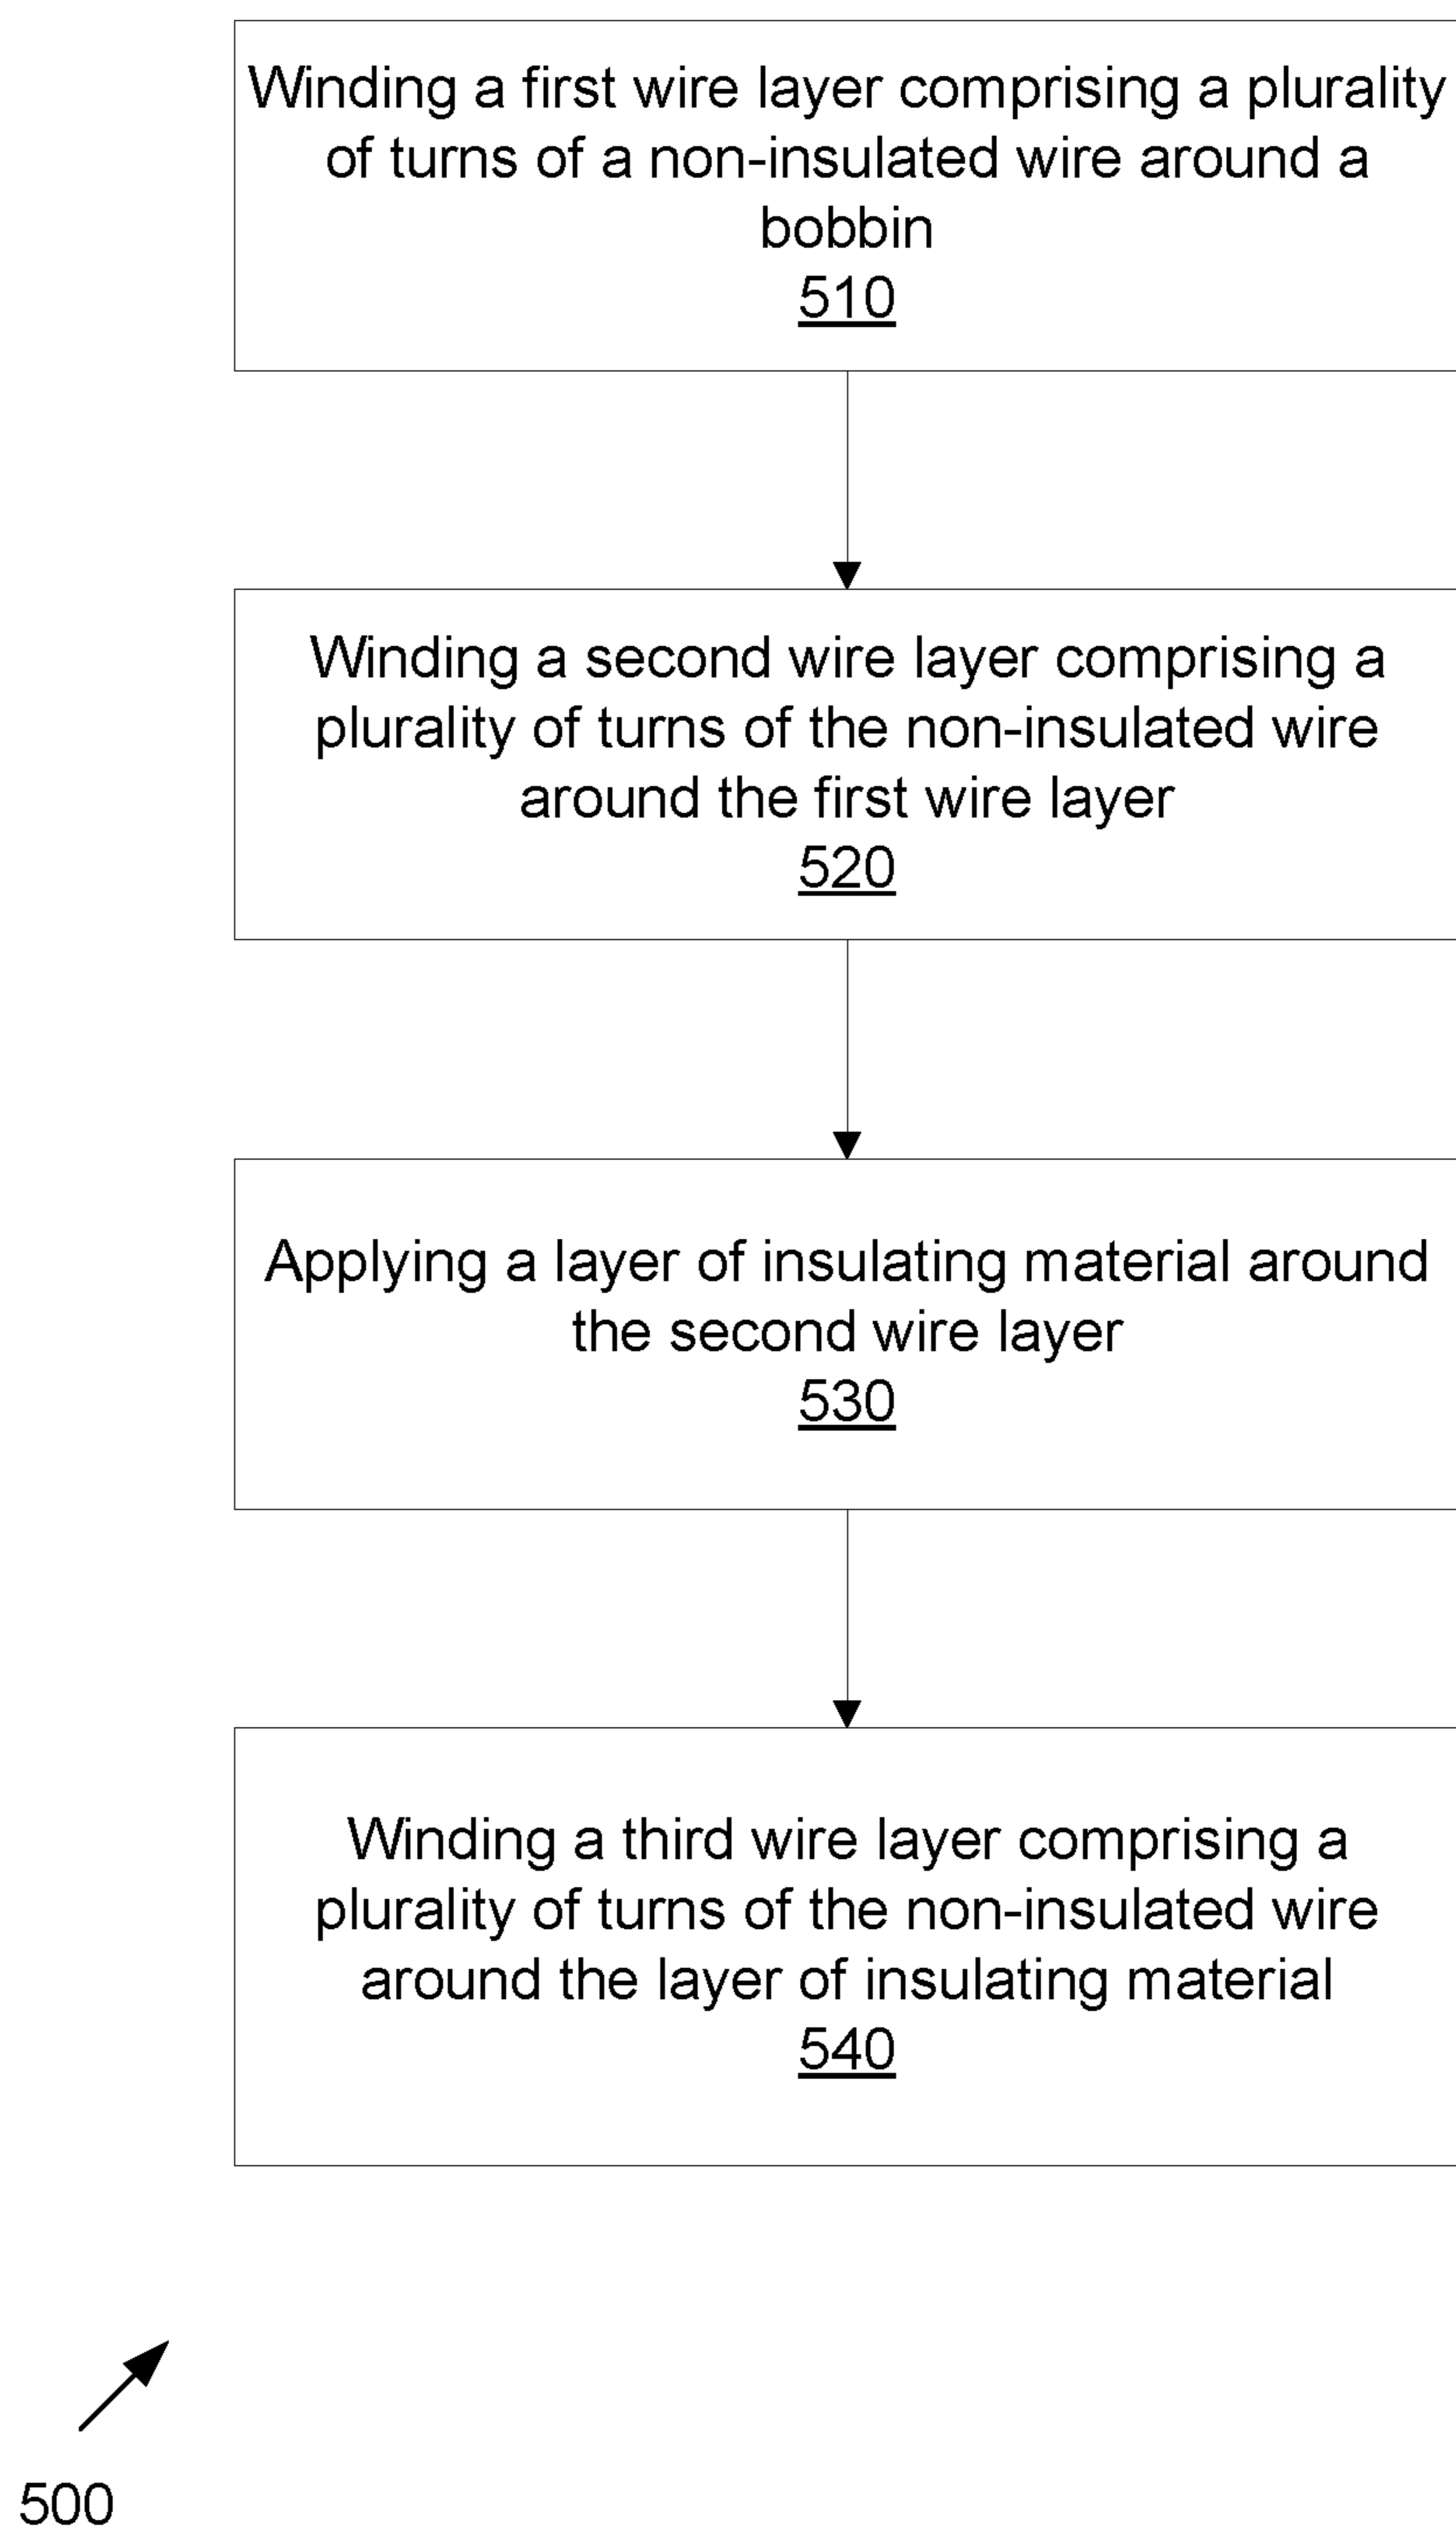 Winding a first wire layer comprising a plurality
of turns of a non-insulated wire around a
bobbin
510
Winding a second wire layer comprising a
plurality of turns of the non-insulated wire
around the first wire layer
520
Applying a layer of insulating material around
the second wire layer
530
Winding a third wire layer comprising a
plurality of turns of the non-insulated wire
around the layer of insulating material
540
500